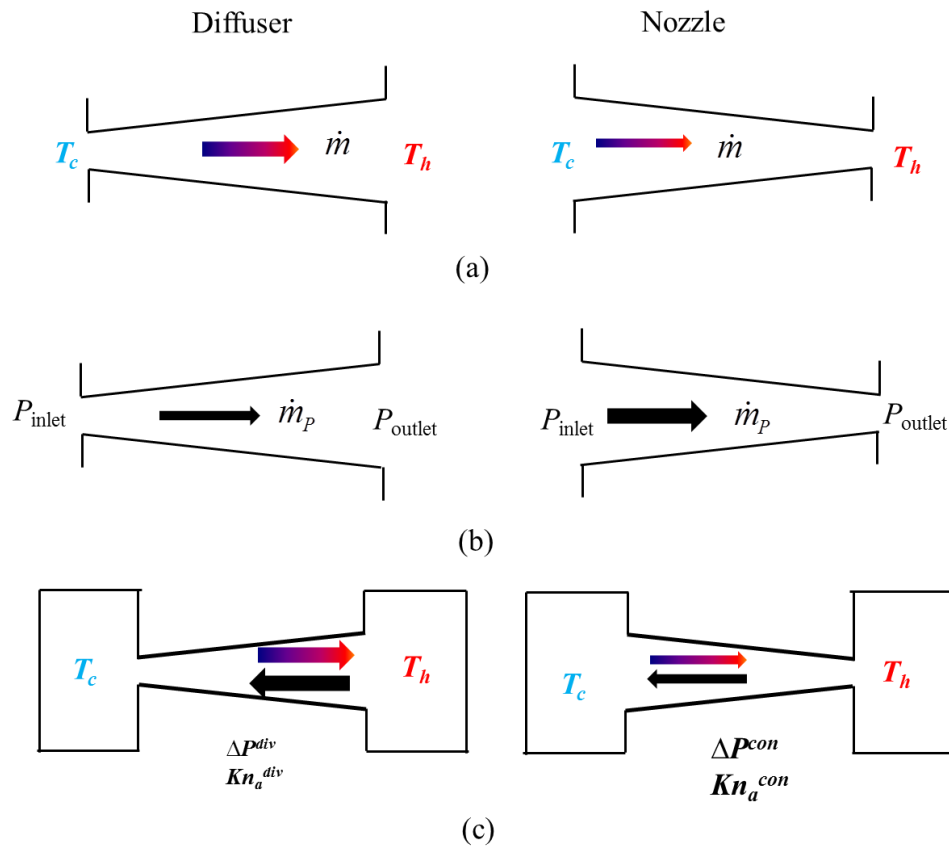 Diffuser Nozzle
T_c ṁ T_h T_c ṁ T_h
(a)
P_inlet ṁ_P P_outlet P_inlet ṁ_P P_outlet
(b)
T_c T_h T_c T_h
ΔP^div ΔP^con
Kn_a^div Kn_a^con
(c)